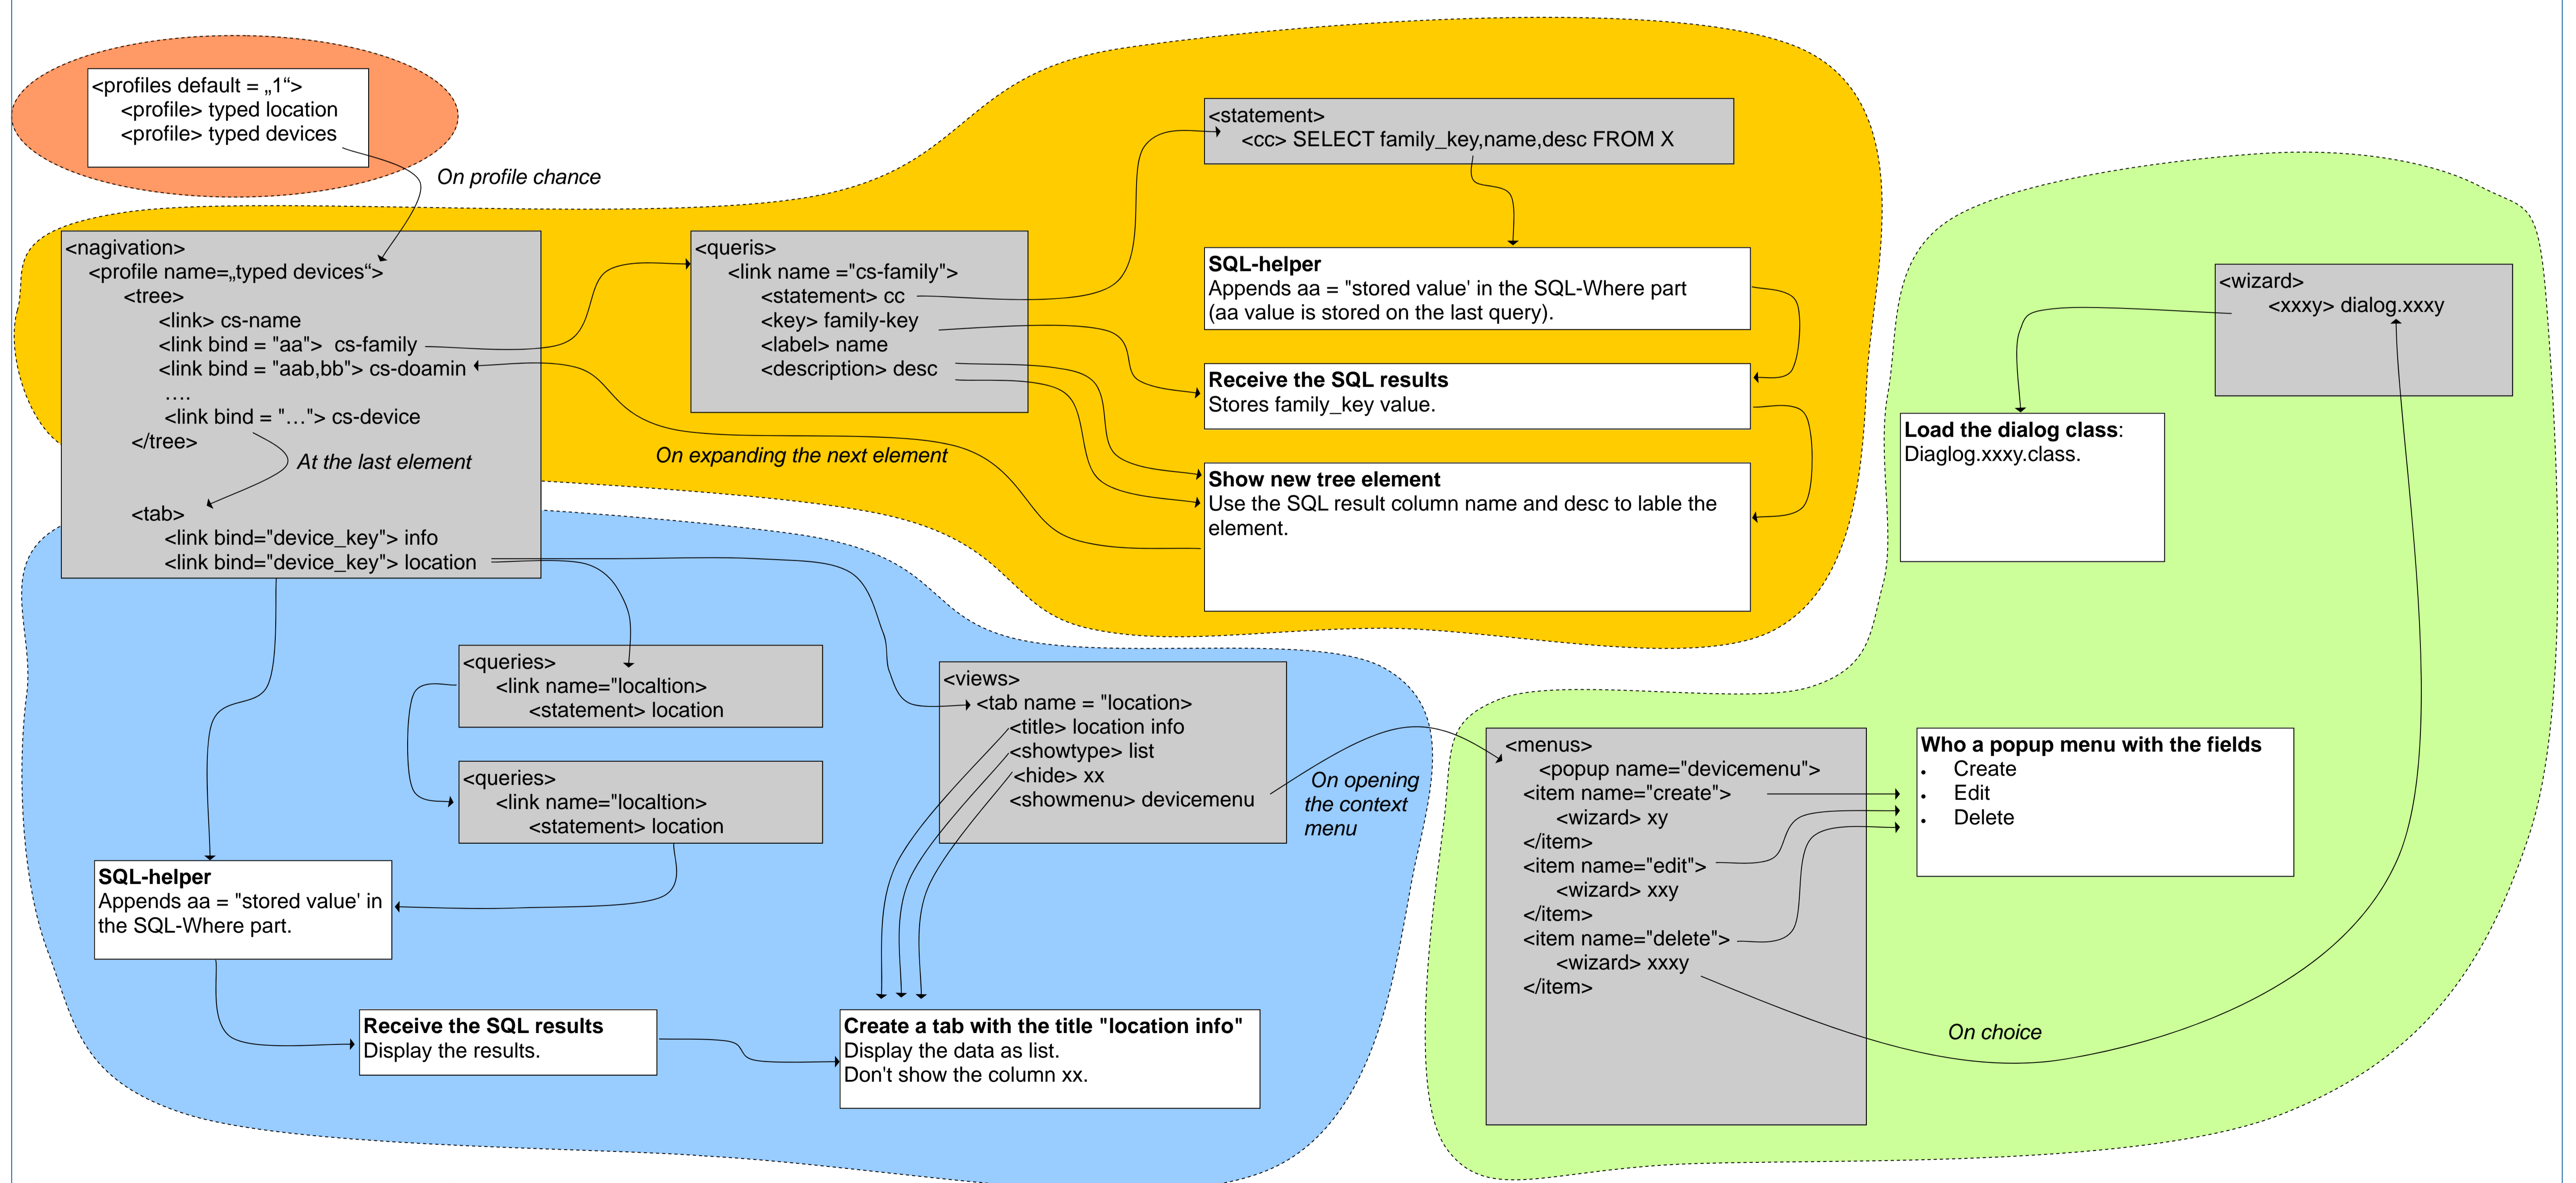 <profiles default = „1“>
<profile> typed location
<profile> typed devices
On profile chance
<nagivation>
<profile name=„typed devices“>
<tree>
<link> cs-name
<link bind = "aa">  cs-family
<link bind = "aab,bb"> cs-doamin
….
<link bind = "…"> cs-device
</tree>
At the last element
<tab>
<link bind="device_key"> info
<link bind="device_key"> location
<queris>
<link name ="cs-family">
<statement> cc
<key> family-key
<label> name
<description> desc
On expanding the next element
<statement>
<cc> SELECT family_key,name,desc FROM X
SQL-helper
Appends aa = "stored value' in the SQL-Where part
(aa value is stored on the last query).
Receive the SQL results
Stores family_key value.
Show new tree element
Use the SQL result column name and desc to lable the
element.
<queries>
<link name="localtion>
<statement> location
<queries>
<link name="localtion>
<statement> location
SQL-helper
Appends aa = "stored value' in
the SQL-Where part.
Receive the SQL results
Display the results.
<views>
<tab name = "location>
<title> location info
<showtype> list
<hide> xx
<showmenu> devicemenu
Create a tab with the title "location info"
Display the data as list.
Don't show the column xx.
On opening
the context
menu
<menus>
<popup name="devicemenu">
<item name="create">
<wizard> xy
</item>
<item name="edit">
<wizard> xxy
</item>
<item name="delete">
<wizard> xxxy
</item>
Who a popup menu with the fields
• Create
• Edit
• Delete
On choice
<wizard>
<xxxy> dialog.xxxy
Load the dialog class:
Diaglog.xxxy.class.